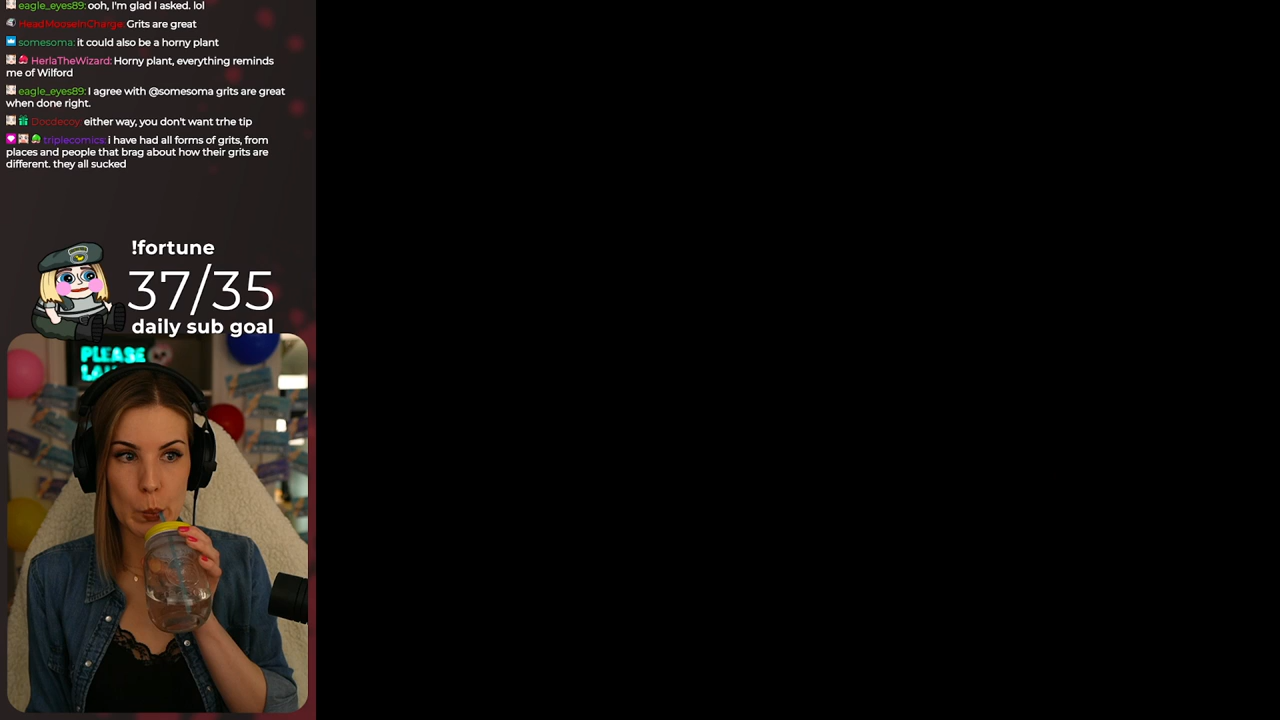 eagle_eyes89: ooh, I'm glad I asked. lol
HeadMooseInCharge: Grits are great
somesoma: it could also be a horny plant
HerlaTheWizard: Horny plant, everything reminds
me of Wilford
eagle_eyes89: I agree with @somesoma grits are great
when done right.
Docdecoy: either way, you don't want trhe tip
triplecomics: i have had all forms of grits, from
places and people that brag about how their grits are
different. they all sucked
!fortune
37/35
daily sub goal
PLEASE